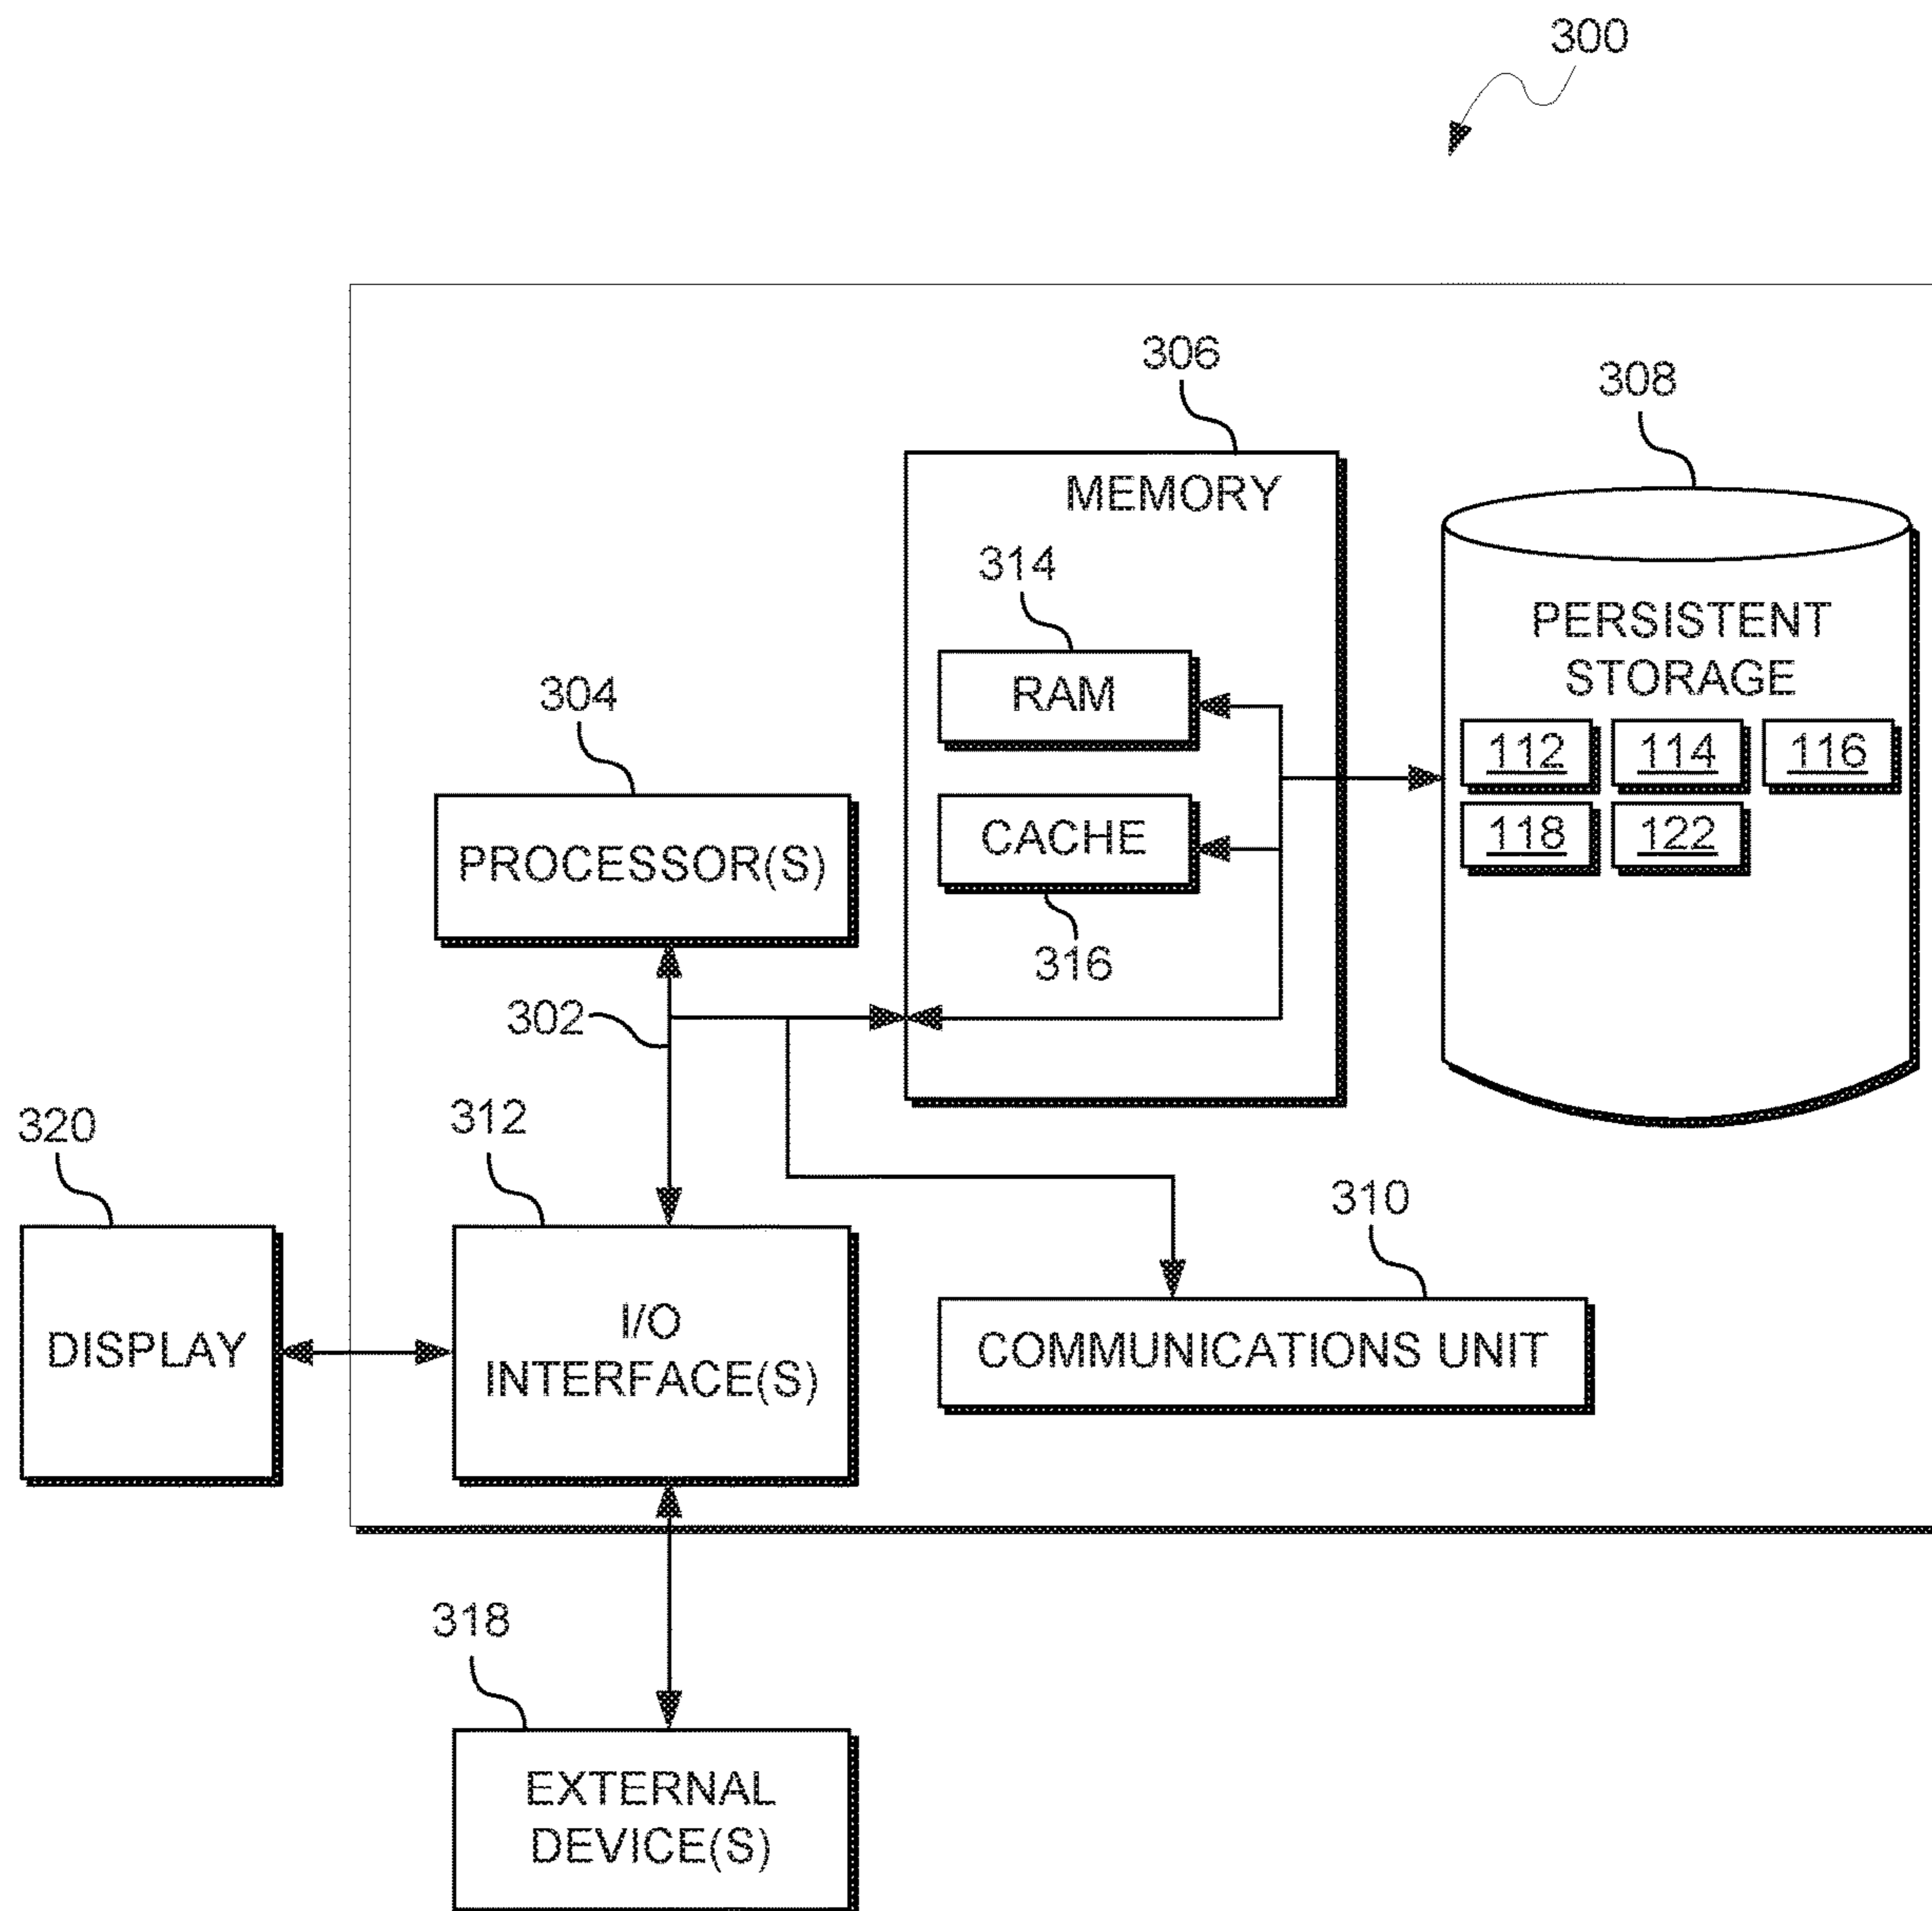 300
306
308
MEMORY
314
PERSISTENT
STORAGE
RAM
304
112 114 116
CACHE
118 122
PROCESSOR(S)
316
302
312
320
310
I/O
INTERFACE(S)
DISPLAY
COMMUNICATIONS UNIT
318
EXTERNAL
DEVICE(S)